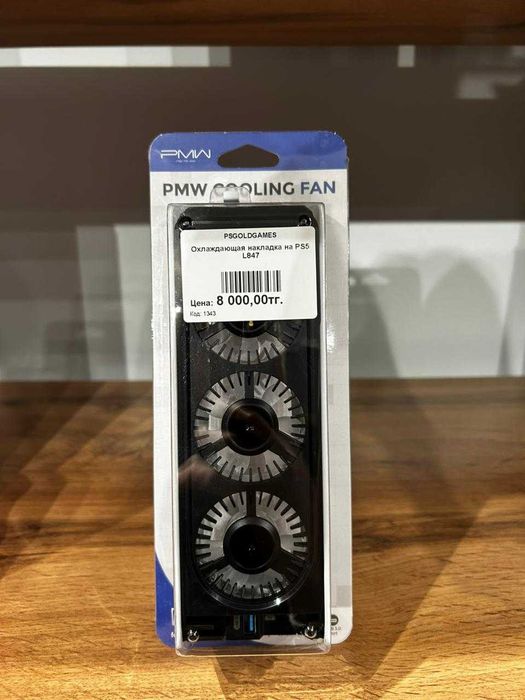 PMW
PMW COOLING FAN
PSGOLDGAMES
Охлаждающая накладка на PS5
L847
Цена: 8 000,00тг.
Код: 1343